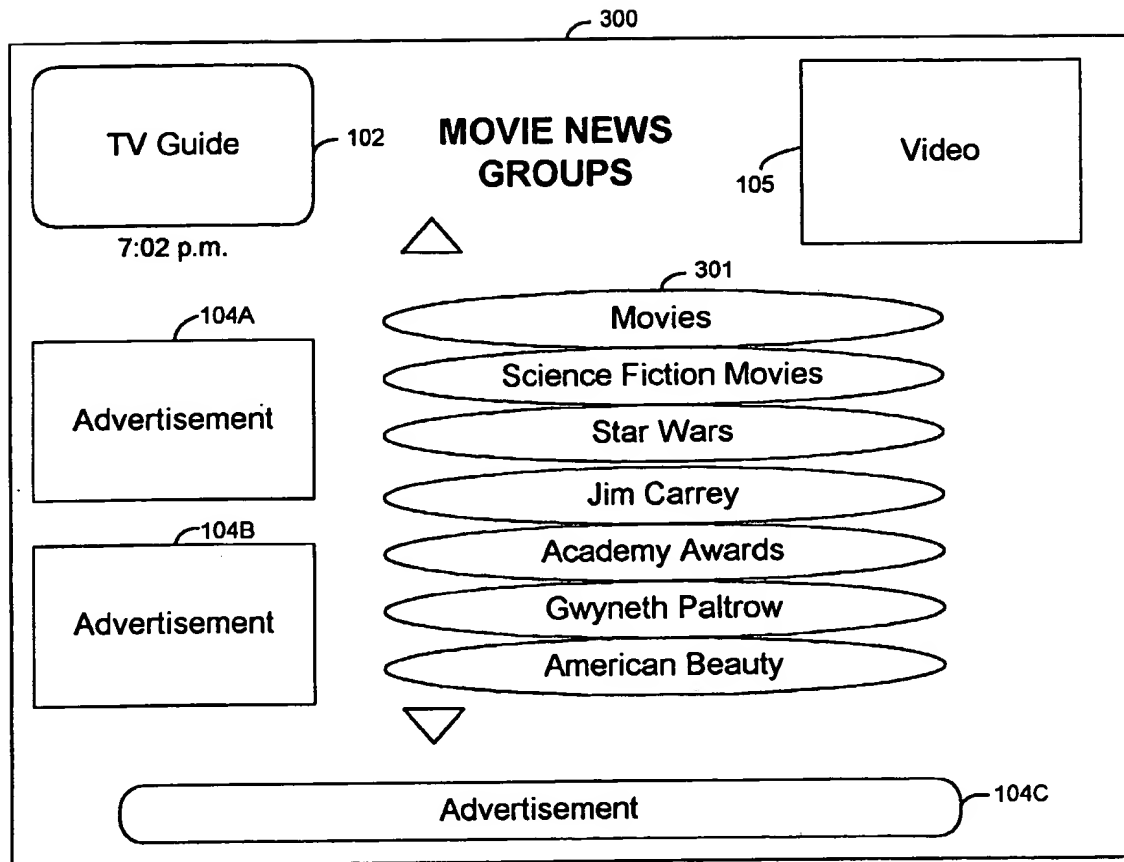 300
TV Guide
102
MOVIE NEWS
GROUPS
105
Video
7:02 p.m.
301
Movies
Science Fiction Movies
Star Wars
Jim Carrey
Academy Awards
Gwyneth Paltrow
American Beauty
104A
Advertisement
104B
Advertisement
Advertisement
104C